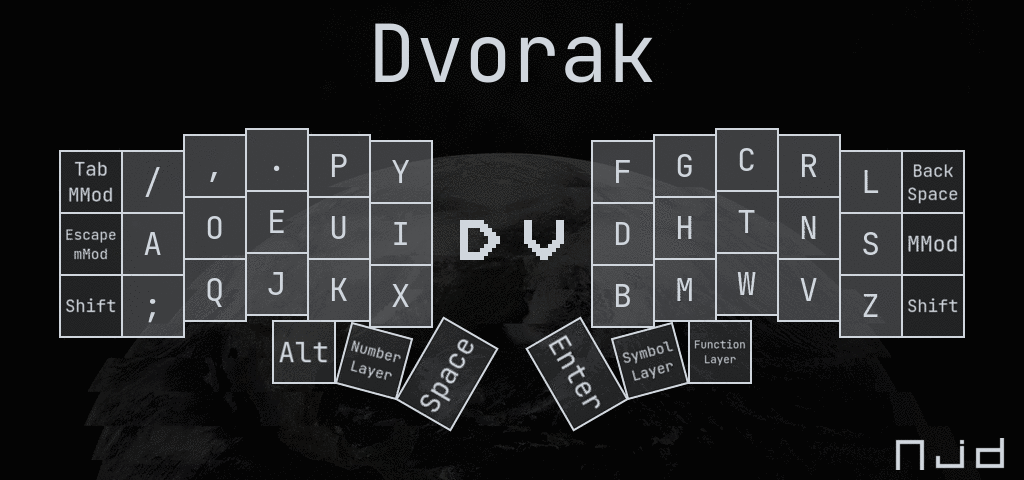 Dvorak
Tab
MMod
/
,
.
P
Y
F
G
C
R
L
Back
Space
Escape
mMod
A
O
E
U
I
DV
D
H
T
N
S
MMod
Shift
;
Q
J
K
X
B
M
W
V
Z
Shift
Alt
Number
Layer
Space
Enter
Symbol
Layer
Function
Layer
Njd